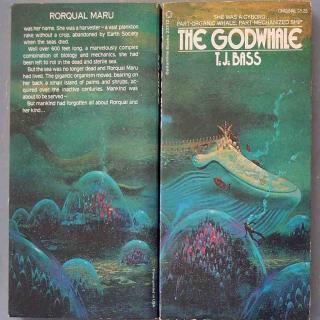 RORQUAL MARU
was her name. She was a harvester – a vast plankton
rake without a crop, abandoned by Earth Society
when the seas died.
Well over 600 feet long, a marvelously complex
combination of biology and mechanics, she had
been left to rot in the dead and sterile sea.
But the sea was no longer dead and Rorqual Maru
had lived. The gigantic organism moved, bearing on
her back a small island of palms and shrubs, ac-
quired over the inactive centuries. Mankind was
about to be served –
But mankind had forgotten all about Rorqual and
her kind...
SHE WAS A CYBORG
PART-ORGANIC WHALE, PART-MECHANIZED SHIP
THE GODWHALE
T.J. BASS